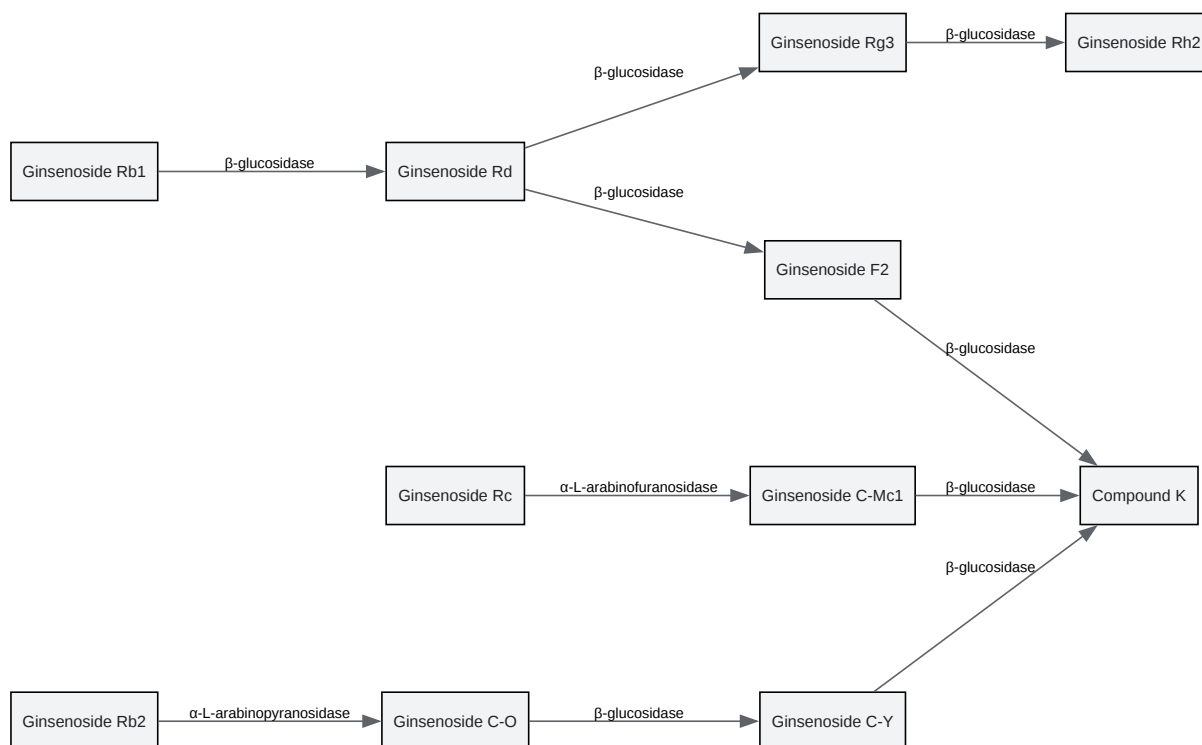 Ginsenoside Rg3
β-glucosidase
Ginsenoside Rh2
β-glucosidase
Ginsenoside Rb1
β-glucosidase
Ginsenoside Rd
β-glucosidase
Ginsenoside F2
β-glucosidase
Ginsenoside Rc
α-L-arabinofuranosidase
Ginsenoside C-Mc1
β-glucosidase
Compound K
β-glucosidase
Ginsenoside Rb2
α-L-arabinopyranosidase
Ginsenoside C-O
β-glucosidase
Ginsenoside C-Y